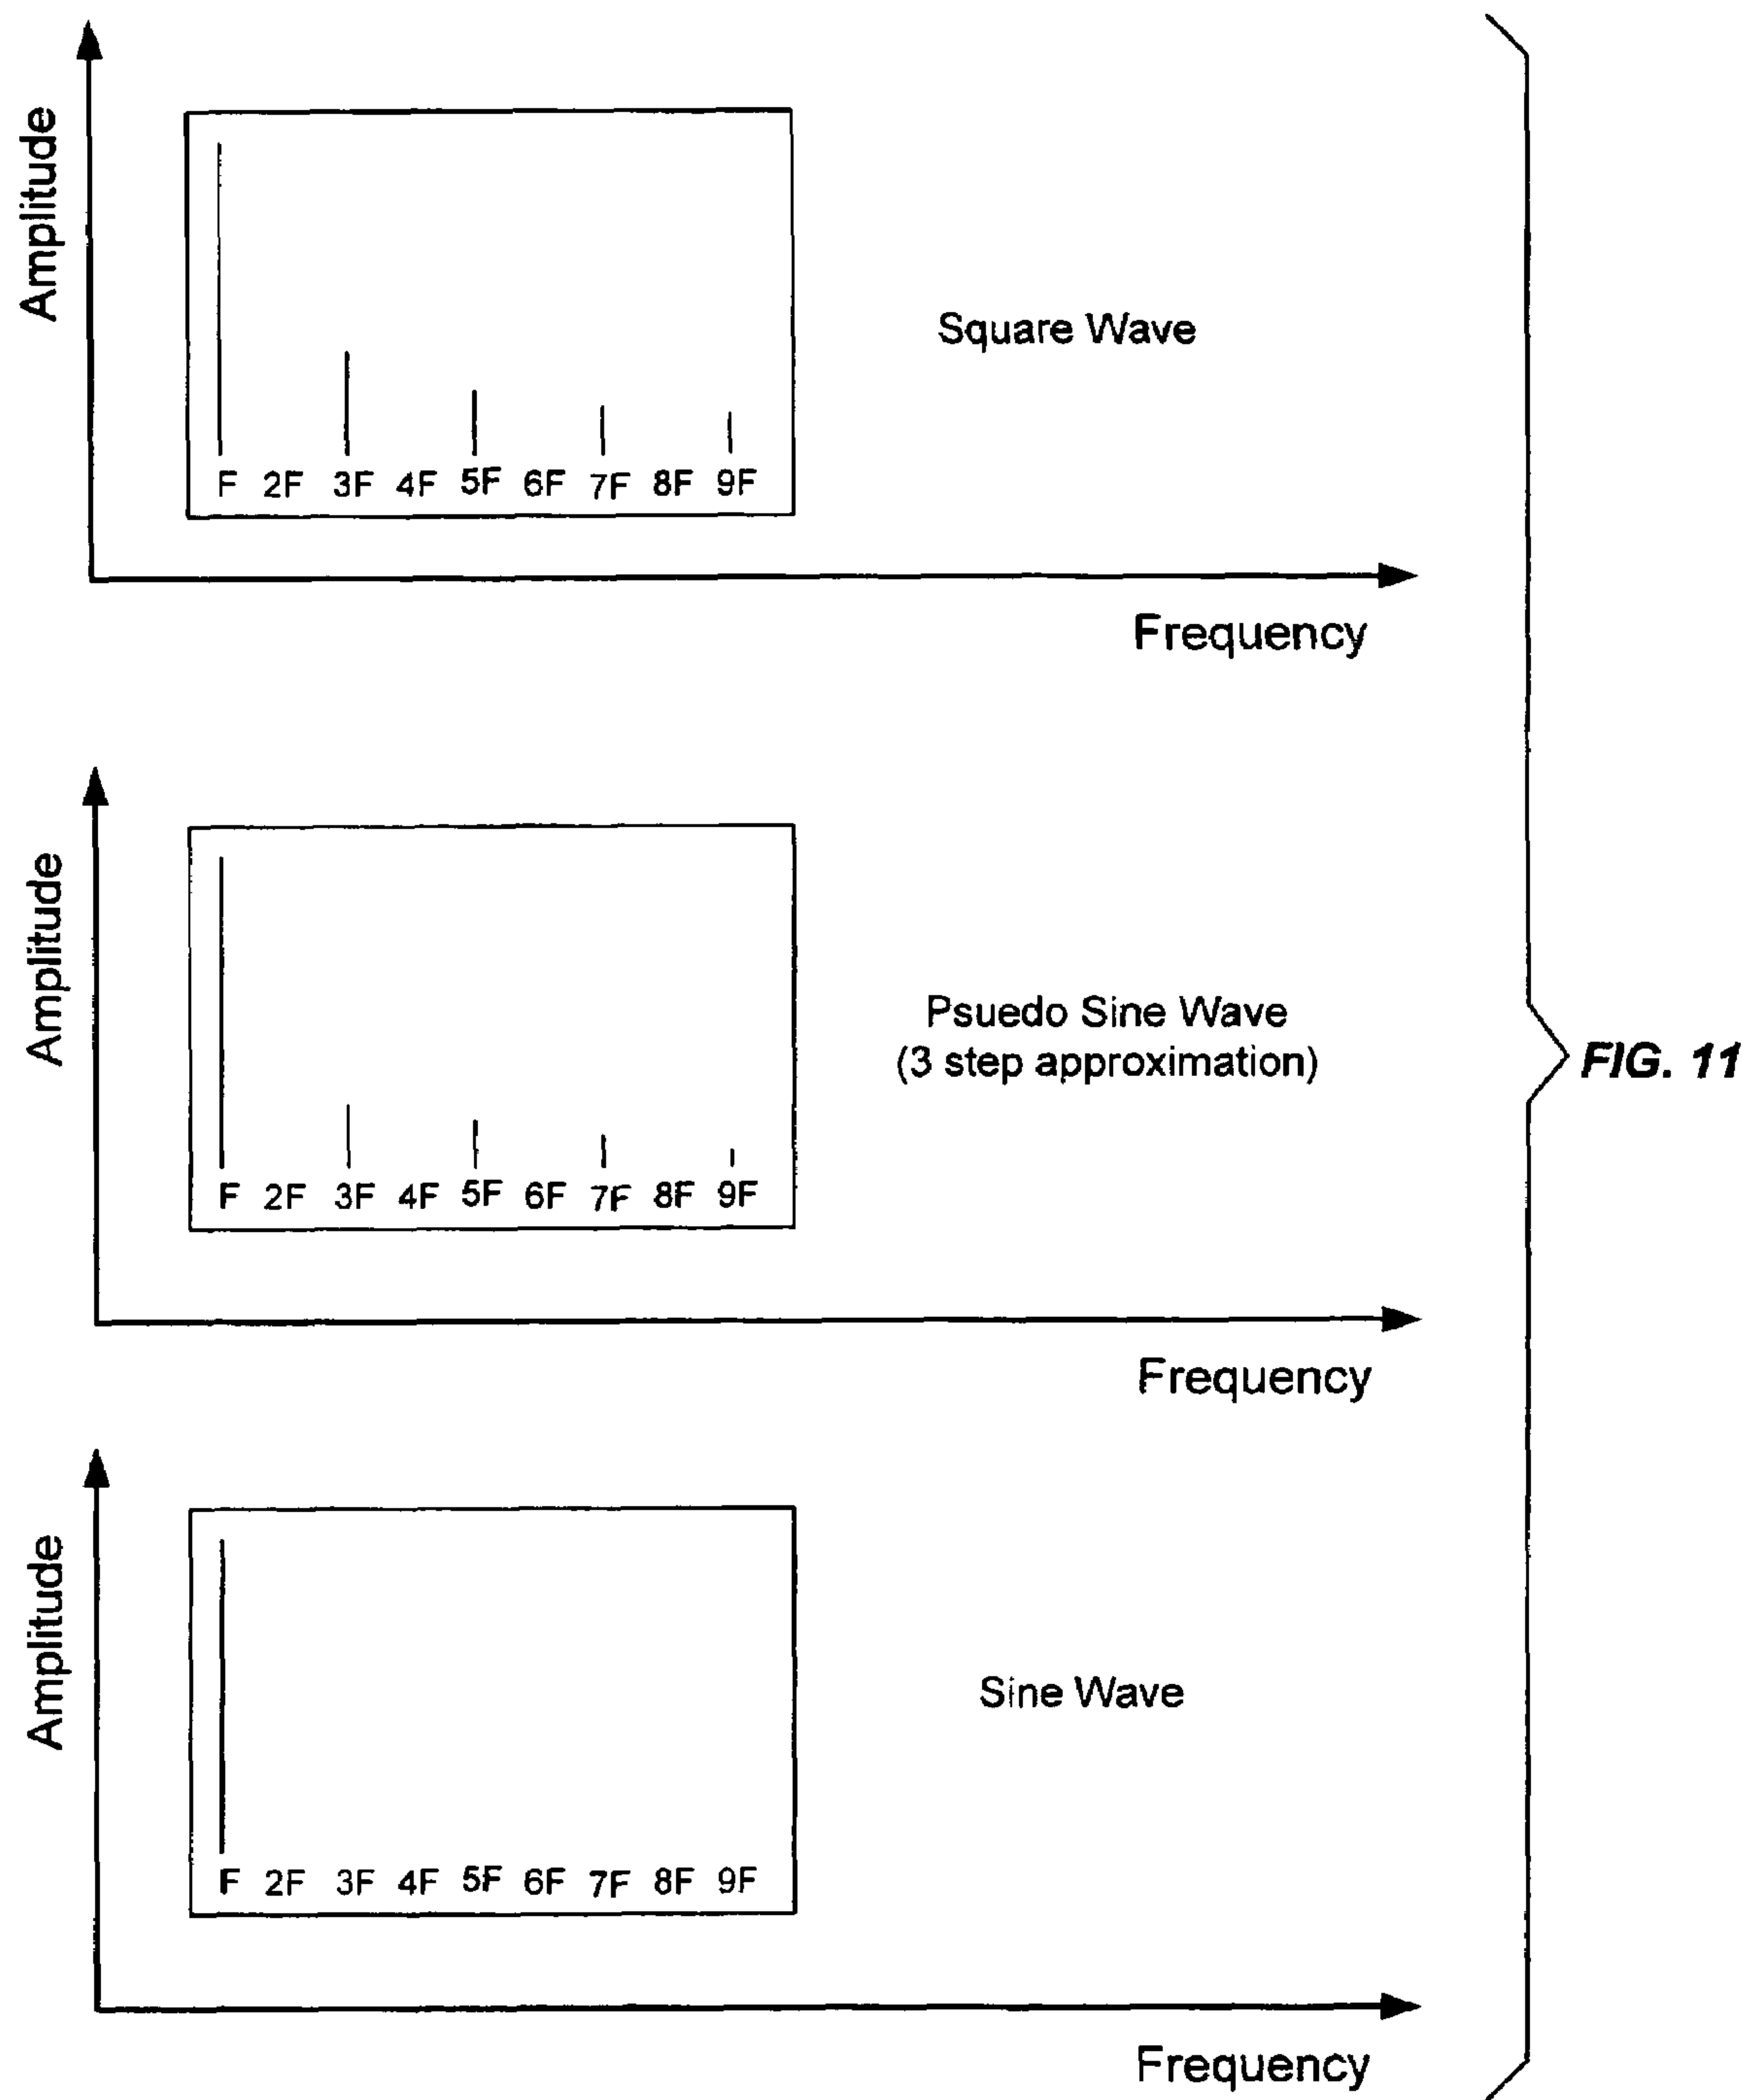 Amplitude
Square Wave
F 2F 3F 4F 5F 6F 7F 8F 9F
Frequency
Amplitude
Psuedo Sine Wave
(3 step approximation)
F 2F 3F 4F 5F 6F 7F 8F 9F
Frequency
FIG. 11
Amplitude
Sine Wave
F 2F 3F 4F 5F 6F 7F 8F 9F
Frequency